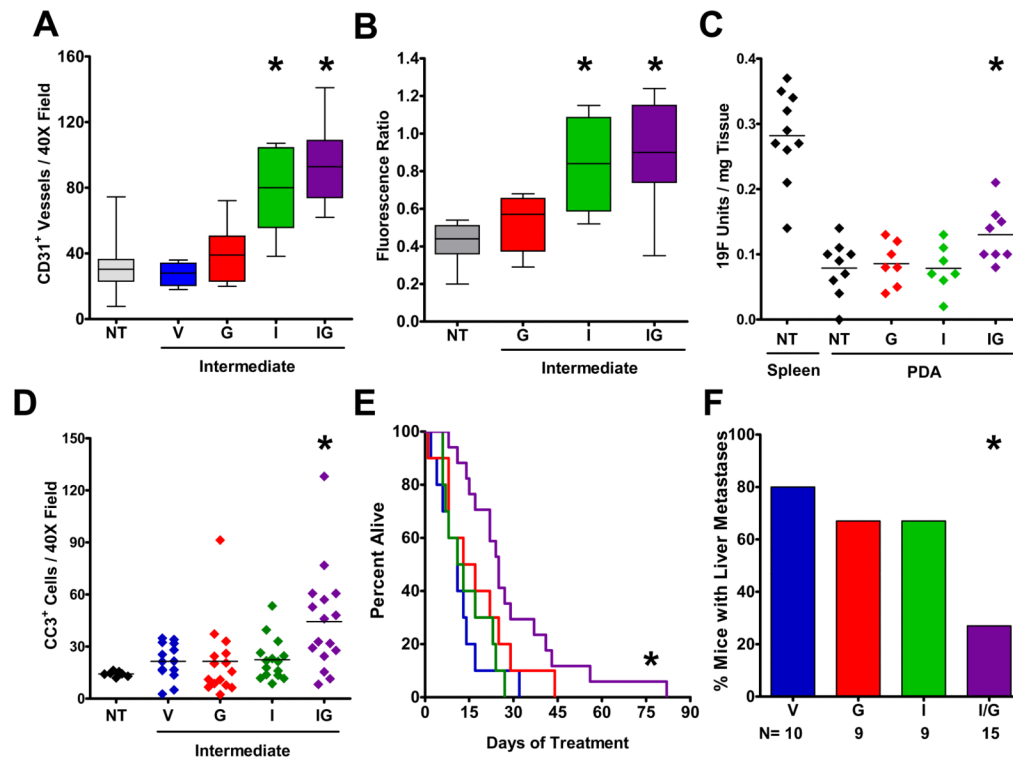 A
CD31+ Vessels / 40X Field
160
120
80
40
0
*
*
NT
V
G
I
IG
Intermediate
B
Fluorescence Ratio
1.4
1.2
1.0
0.8
0.6
0.4
0.2
0.0
*
*
NT
G
I
IG
Intermediate
C
19F Units / mg Tissue
0.4
0.3
0.2
0.1
0.0
*
NT
NT
G
I
IG
Spleen
PDA
D
CC3+ Cells / 40X Field
150
120
90
60
30
0
*
NT
V
G
I
IG
Intermediate
E
Percent Alive
100
80
60
40
20
0
*
0
15
30
45
60
75
90
Days of Treatment
F
% Mice with Liver Metastases
100
80
60
40
20
0
*
V
G
I
I/G
N= 10
9
9
15